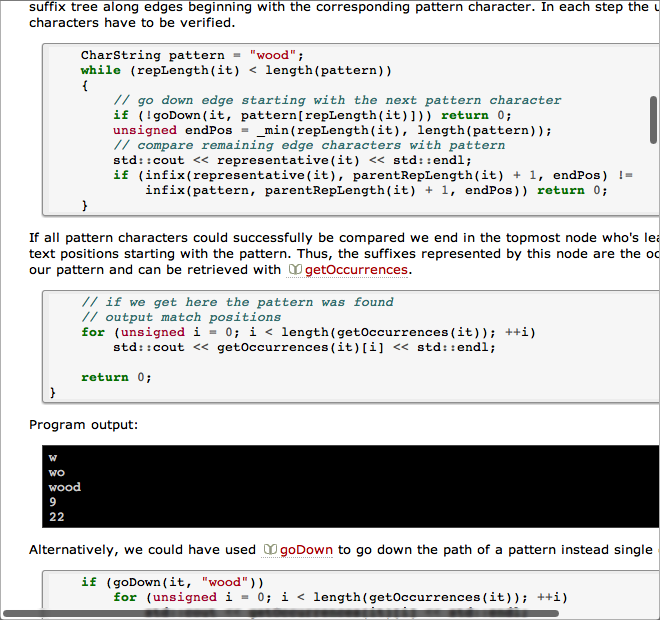 suffix tree along edges beginning with the corresponding pattern character. In each step the
characters have to be verified.
CharString pattern = "wood";
while (repLength(it) < length(pattern))
{
// go down edge starting with the next pattern character
if (!goDown(it, pattern[repLength(it)])) return 0;
unsigned endPos = _min(repLength(it), length(pattern));
// compare remaining edge characters with pattern
std::cout << representative(it) << std::endl;
if (infix(representative(it), parentRepLength(it) + 1, endPos) !=
infix(pattern, parentRepLength(it) + 1, endPos)) return 0;
}
If all pattern characters could successfully be compared we end in the topmost node who's
text positions starting with the pattern. Thus, the suffixes represented by this node are the
our pattern and can be retrieved with getOccurrences.
// if we get here the pattern was found
// output match positions
for (unsigned i = 0; i < length(getOccurrences(it)); ++i)
std::cout << getOccurrences(it)[i] << std::endl;
return 0;
}
Program output:
w
wo
wood
9
22
Alternatively, we could have used goDown to go down the path of a pattern instead single
if (goDown(it, "wood"))
for (unsigned i = 0; i < length(getOccurrences(it)); ++i)